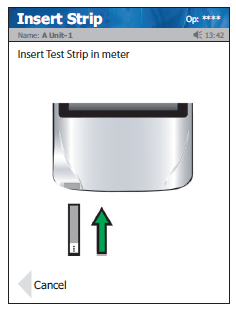 Insert Strip Op: ****
Name: A Unit-1 13:42
Insert Test Strip in meter
Cancel